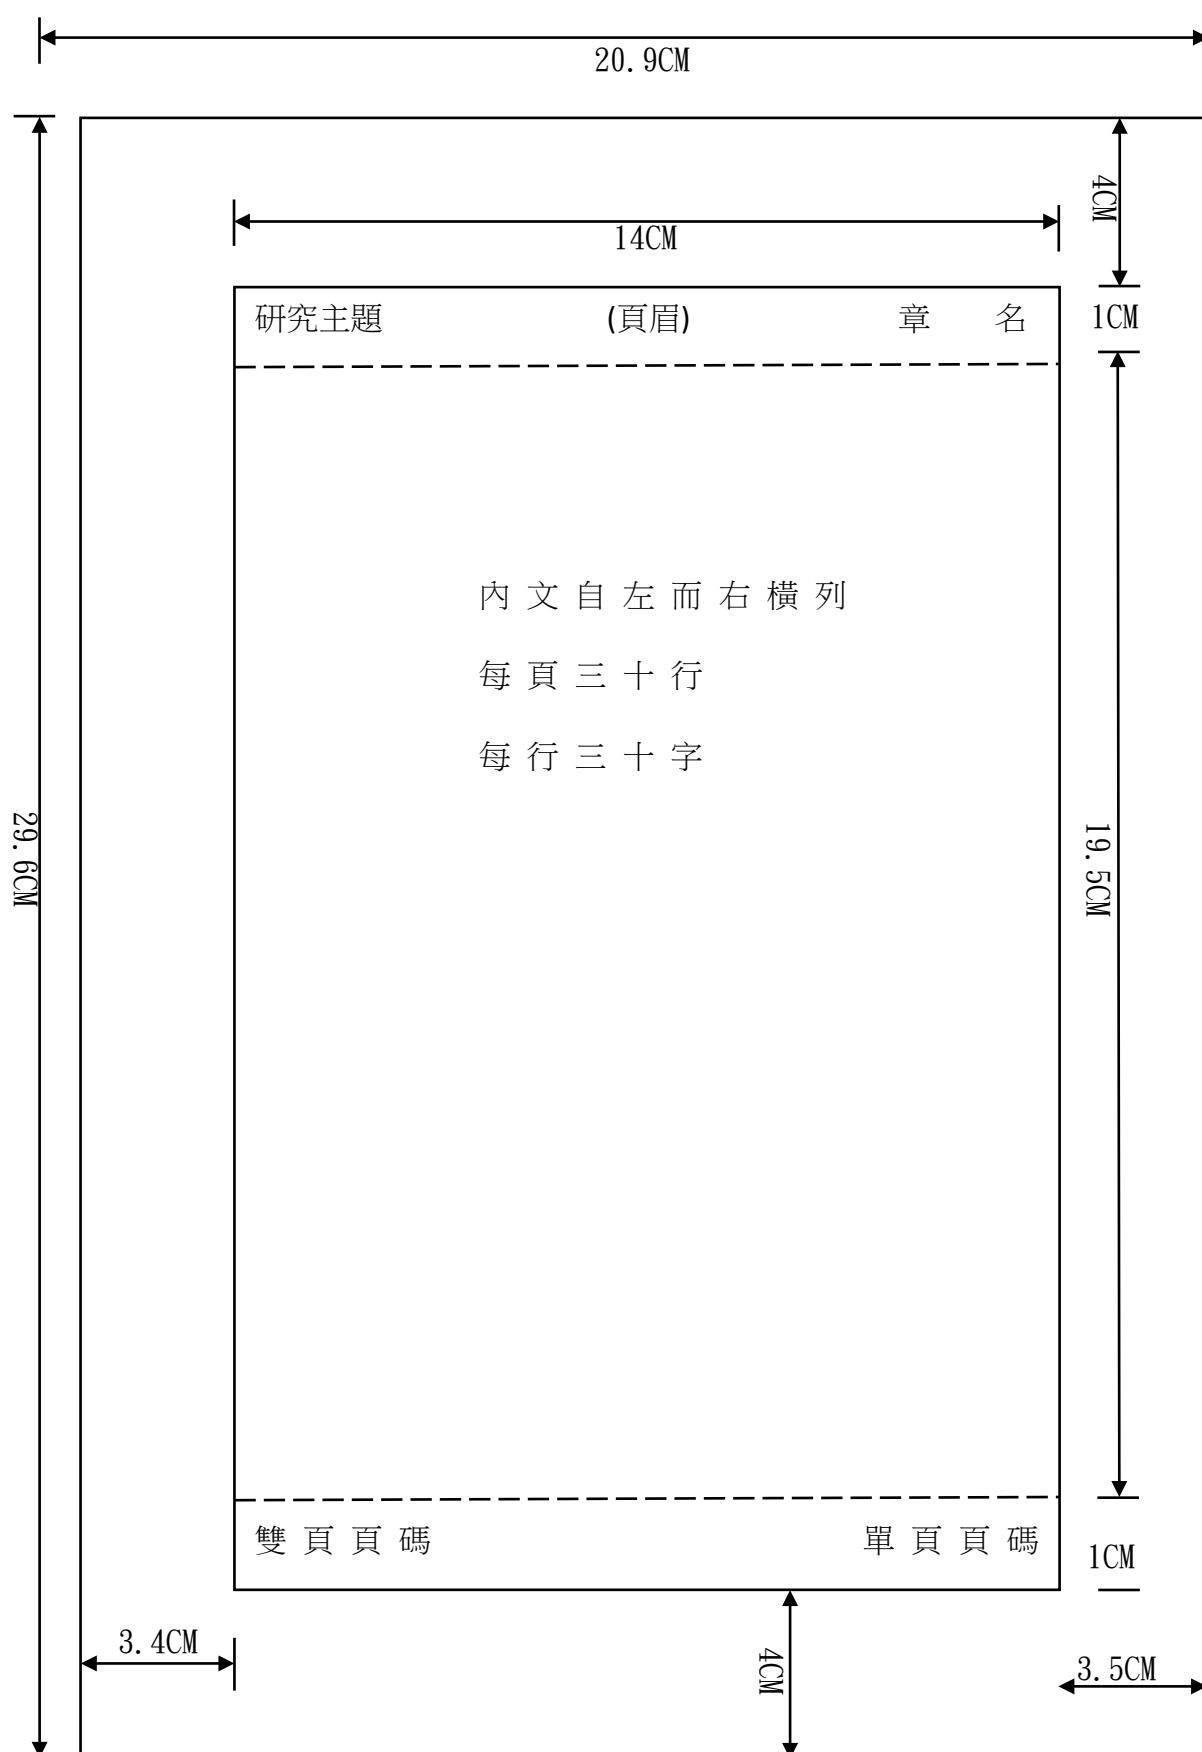 20.9CM
4CM
14CM
研究主題 (頁眉) 章 名 1CM
內文自左而右橫列
每頁三十行
每行三十字
29.6CM
19.5CM
雙頁頁碼 單頁頁碼 1CM
3.4CM
4CM
3.5CM